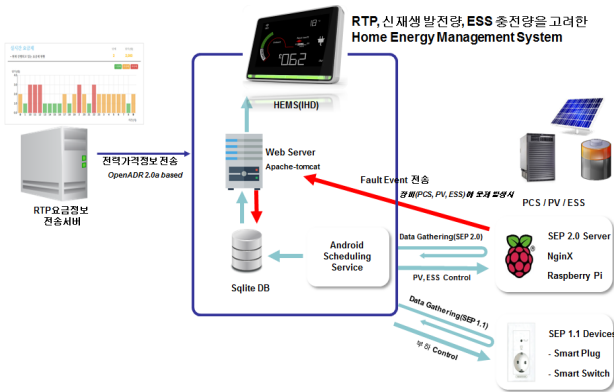 RTP, 신재생 발전량, ESS 충전량을 고려한
Home Energy Management System
HEMS(IHD)
전력가격정보 전송
OpenADR 2.0a based
Web Server
Apache-tomcat
Fault Event 전송
장비(PCS, PV, ESS)에 문제 발생시
PCS / PV / ESS
RTP요금정보
전송서버
Sqlite DB
Android
Scheduling
Service
Data Gathering(SEP 2.0)
PV, ESS Control
SEP 2.0 Server
NginX
Raspberry Pi
Data Gathering(SEP 1.1)
부하 Control
SEP 1.1 Devices
- Smart Plug
- Smart Switch